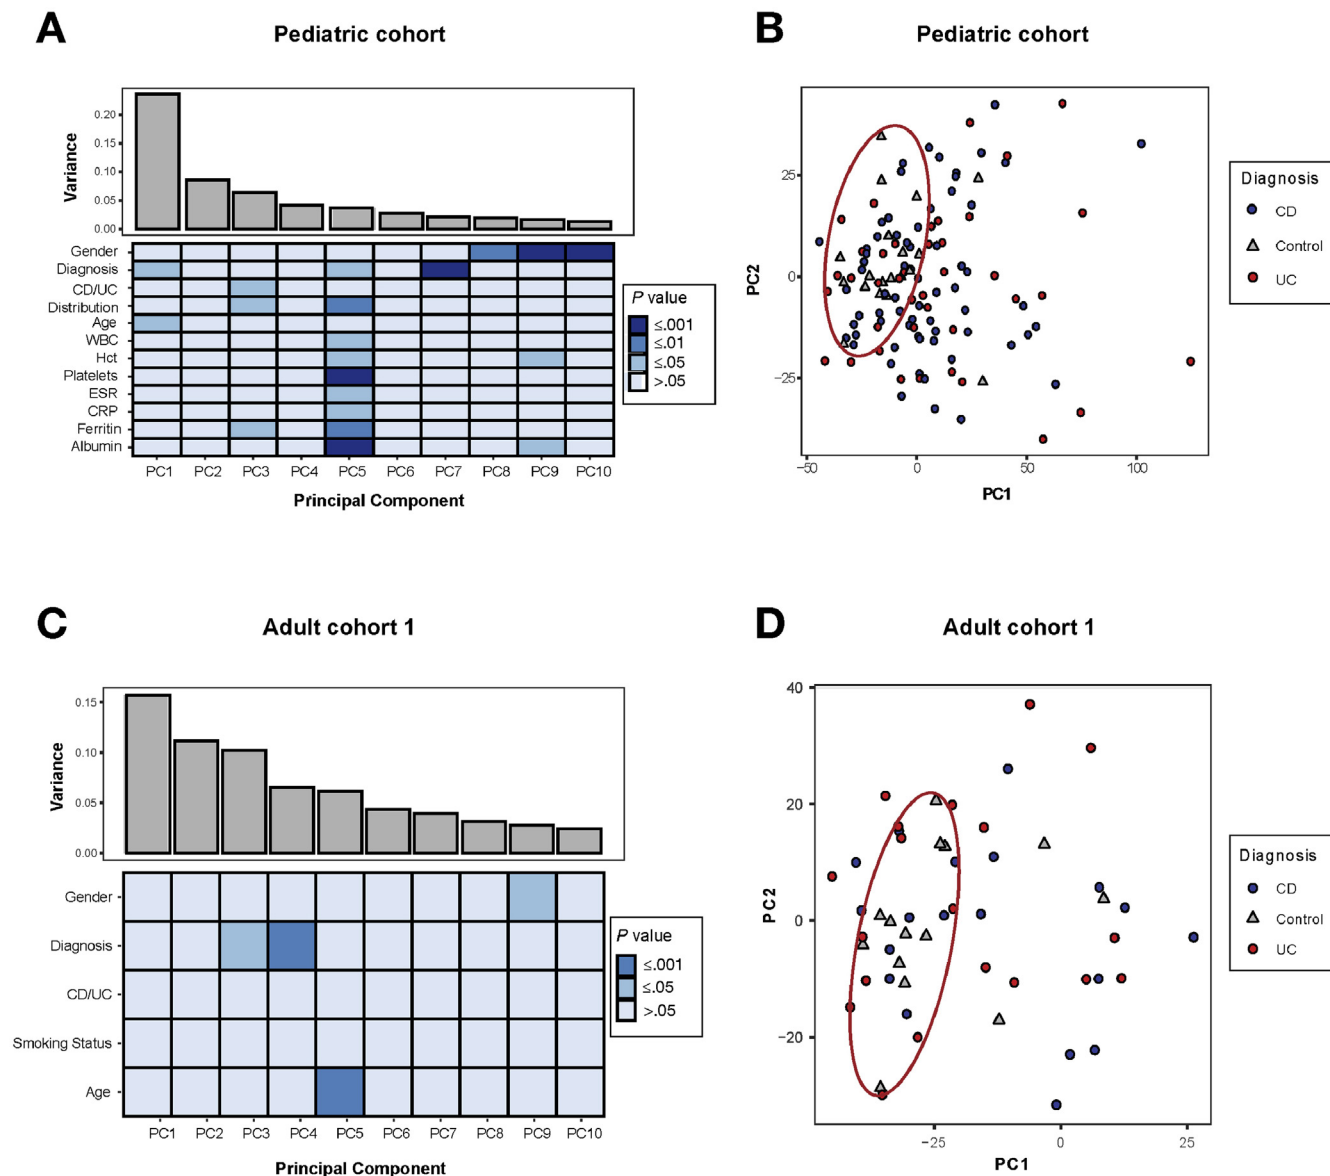 A
Pediatric cohort
Variance
0.20
0.15
0.10
0.05
0.00
Gender
Diagnosis
CD/UC
Distribution
Age
WBC
Hct
Platelets
ESR
CRP
Ferritin
Albumin
PC1 PC2 PC3 PC4 PC5 PC6 PC7 PC8 PC9 PC10
Principal Component
P value
≤.001
≤.01
≤.05
>.05
B
Pediatric cohort
PC2
25
0
−25
−50 0 50 100
PC1
Diagnosis
CD
Control
UC
C
Adult cohort 1
Variance
0.15
0.10
0.05
0.00
Gender
Diagnosis
CD/UC
Smoking Status
Age
PC1 PC2 PC3 PC4 PC5 PC6 PC7 PC8 PC9 PC10
Principal Component
P value
≤.001
≤.05
>.05
D
Adult cohort 1
PC2
40
20
0
−20
−25 0 25
PC1
Diagnosis
CD
Control
UC